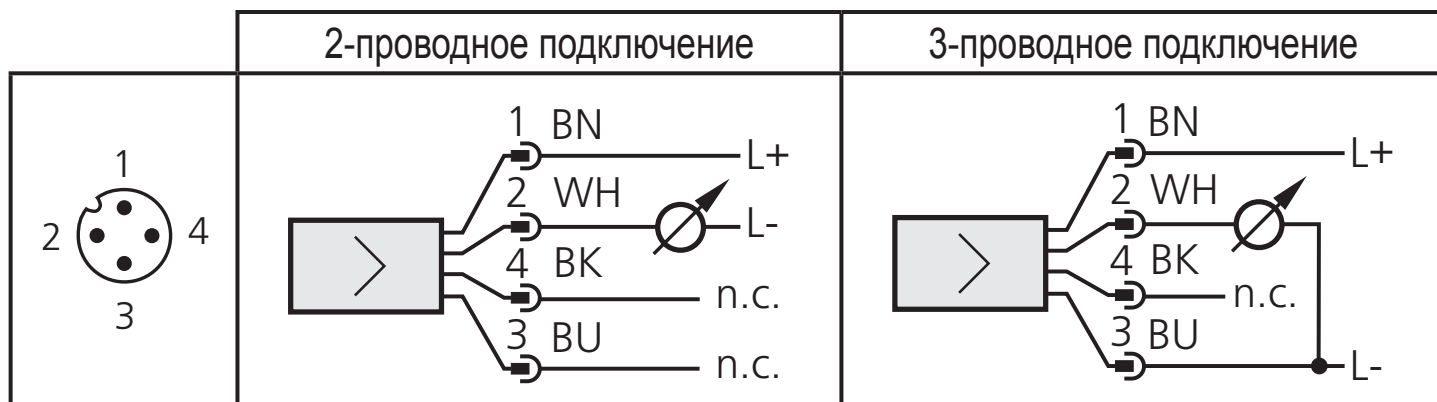 2-проводное подключение
3-проводное подключение
1
2
4
3
1 BN
L+
2 WH
L-
4 BK
n.c.
3 BU
n.c.
1 BN
L+
2 WH
4 BK
n.c.
3 BU
L-